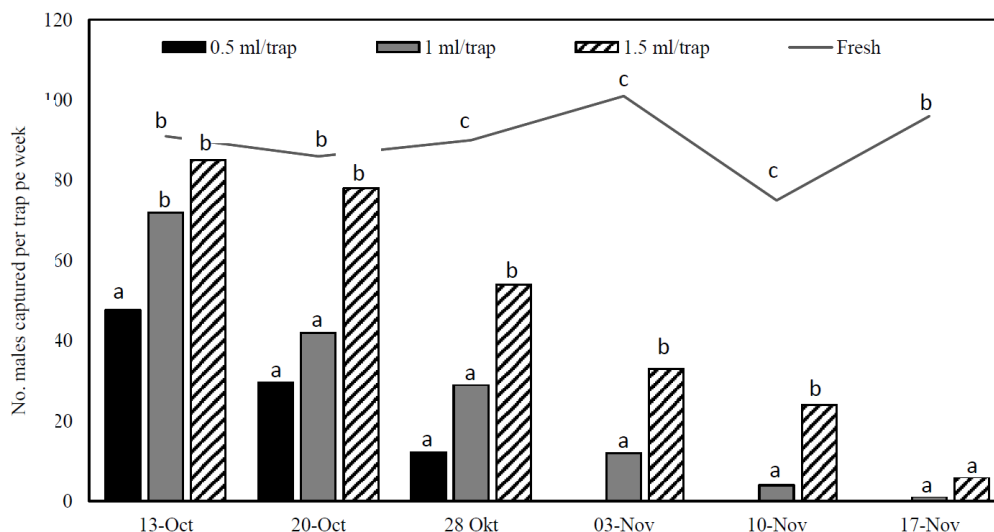 120
0.5 ml/trap 1 ml/trap 1.5 ml/trap Fresh
100
80
60
40
20
0
No. males captured per trap pe week
b b b a
b b a a
c b a a
c b a
c b a
b a a
13-Oct 20-Oct 28 Okt 03-Nov 10-Nov 17-Nov